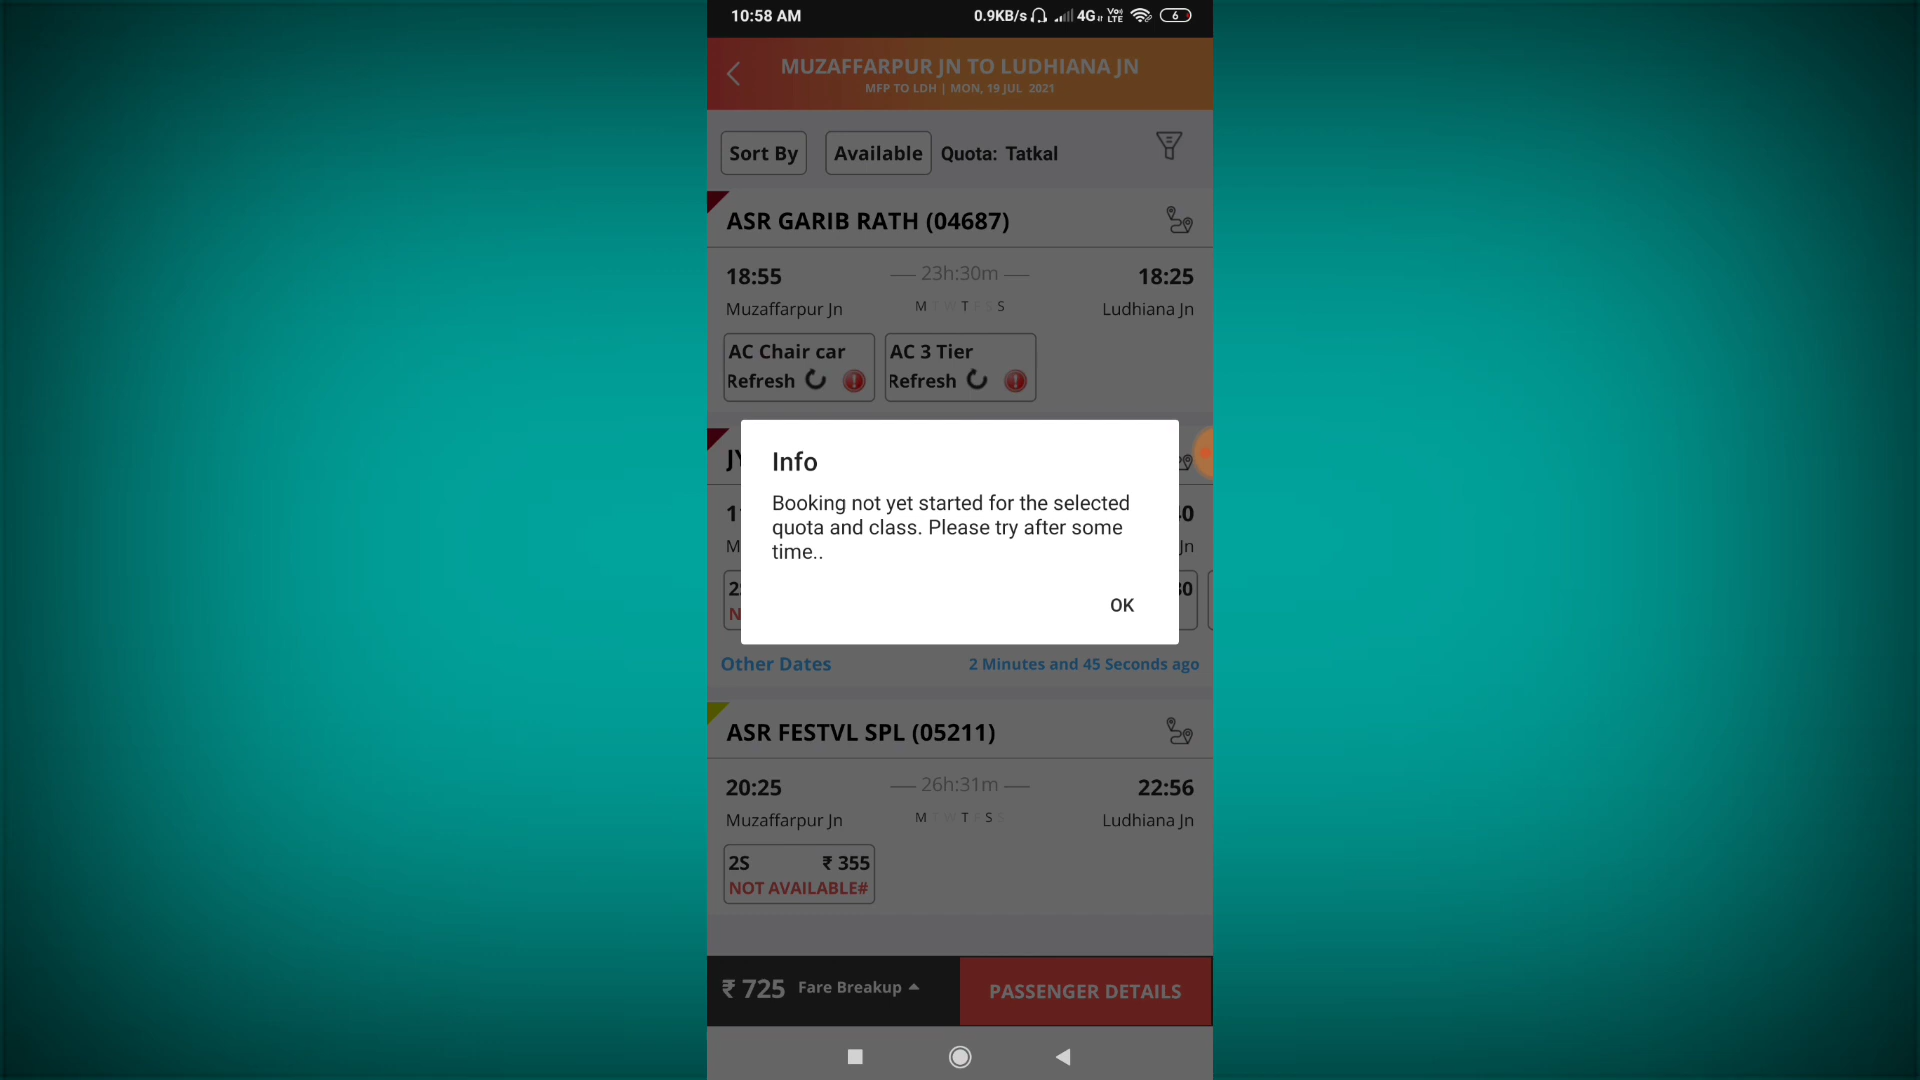 10:58 AM 0.9KB/s 4G Vo) LTE 6
MUZAFFARPUR JN TO LUDHIANA JN
MFP TO LDH | MON, 19 JUL 2021
Sort By Available Quota: Tatkal
ASR GARIB RATH (04687)
18:55 23h:30m 18:25
Muzaffarpur Jn M T W T F S S Ludhiana Jn
AC Chair car AC 3 Tier
Refresh Refresh
Info
Booking not yet started for the selected
quota and class. Please try after some
time..
OK
Other Dates 2 Minutes and 45 Seconds ago
ASR FESTVL SPL (05211)
20:25 26h:31m 22:56
Muzaffarpur Jn M T W T F S S Ludhiana Jn
2S ₹ 355
NOT AVAILABLE#
₹ 725 Fare Breakup PASSENGER DETAILS